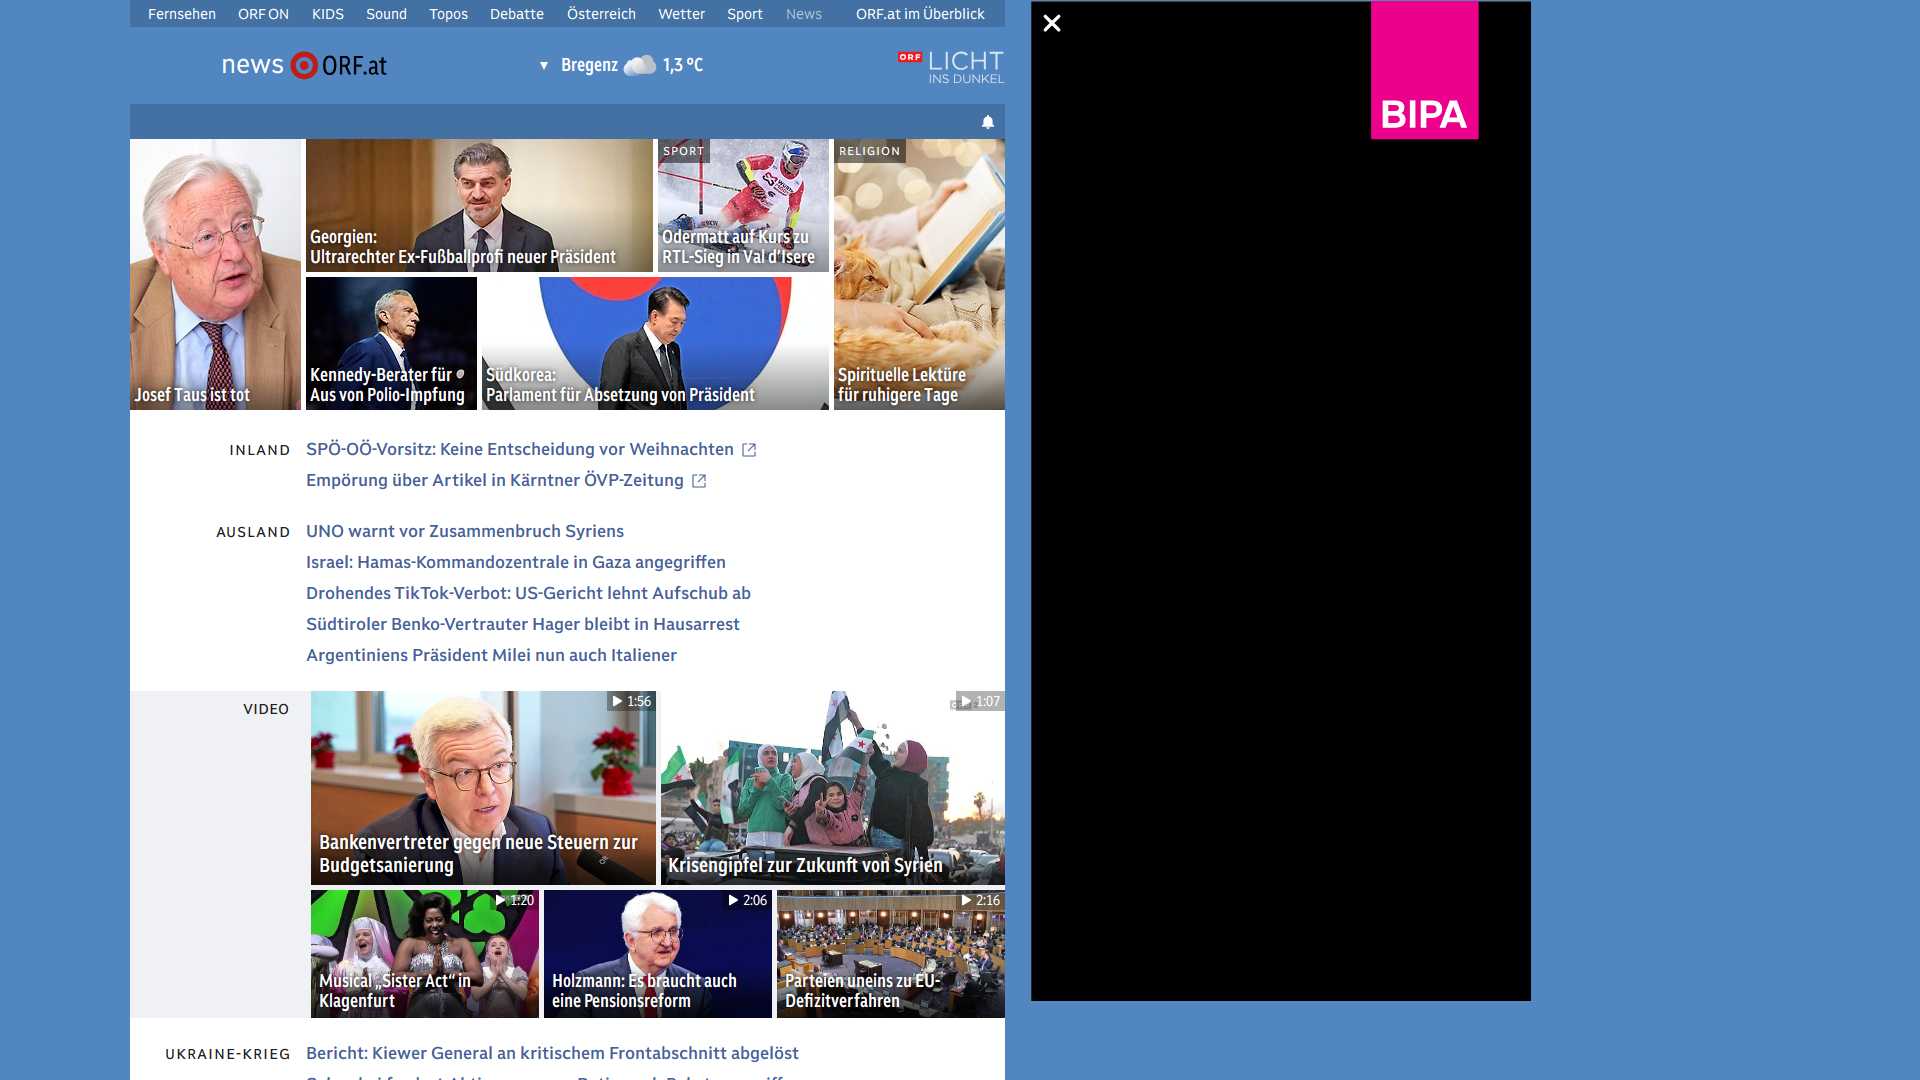 Fernsehen ORF ON KIDS Sound Topos Debatte Österreich Wetter Sport News ORF.at im Überblick
news ORF.at
Bregenz 1,3 °C
ORF LICHT
INS DUNKEL
Josef Taus ist tot
Georgien:
Ultrarechter Ex-Fußballprofi neuer Präsident
SPORT
Odermatt auf Kurs zu
RTL-Sieg in Val d'Isere
RELIGION
Spirituelle Lektüre
für ruhigere Tage
Kennedy-Berater für
Aus von Polio-Impfung
Südkorea:
Parlament für Absetzung von Präsident
INLAND
SPÖ-OÖ-Vorsitz: Keine Entscheidung vor Weihnachten
Empörung über Artikel in Kärntner ÖVP-Zeitung
AUSLAND
UNO warnt vor Zusammenbruch Syriens
Israel: Hamas-Kommandozentrale in Gaza angegriffen
Drohendes TikTok-Verbot: US-Gericht lehnt Aufschub ab
Südtiroler Benko-Vertrauter Hager bleibt in Hausarrest
Argentiniens Präsident Milei nun auch Italiener
VIDEO
1:56
Bankenvertreter gegen neue Steuern zur
Budgetsanierung
1:07
Krisengipfel zur Zukunft von Syrien
1:20
Musical „Sister Act“ in
Klagenfurt
2:06
Holzmann: Es braucht auch
eine Pensionsreform
2:16
Parteien uneins zu EU-
Defizitverfahren
UKRAINE-KRIEG
Bericht: Kiewer General an kritischem Frontabschnitt abgelöst
BIPA